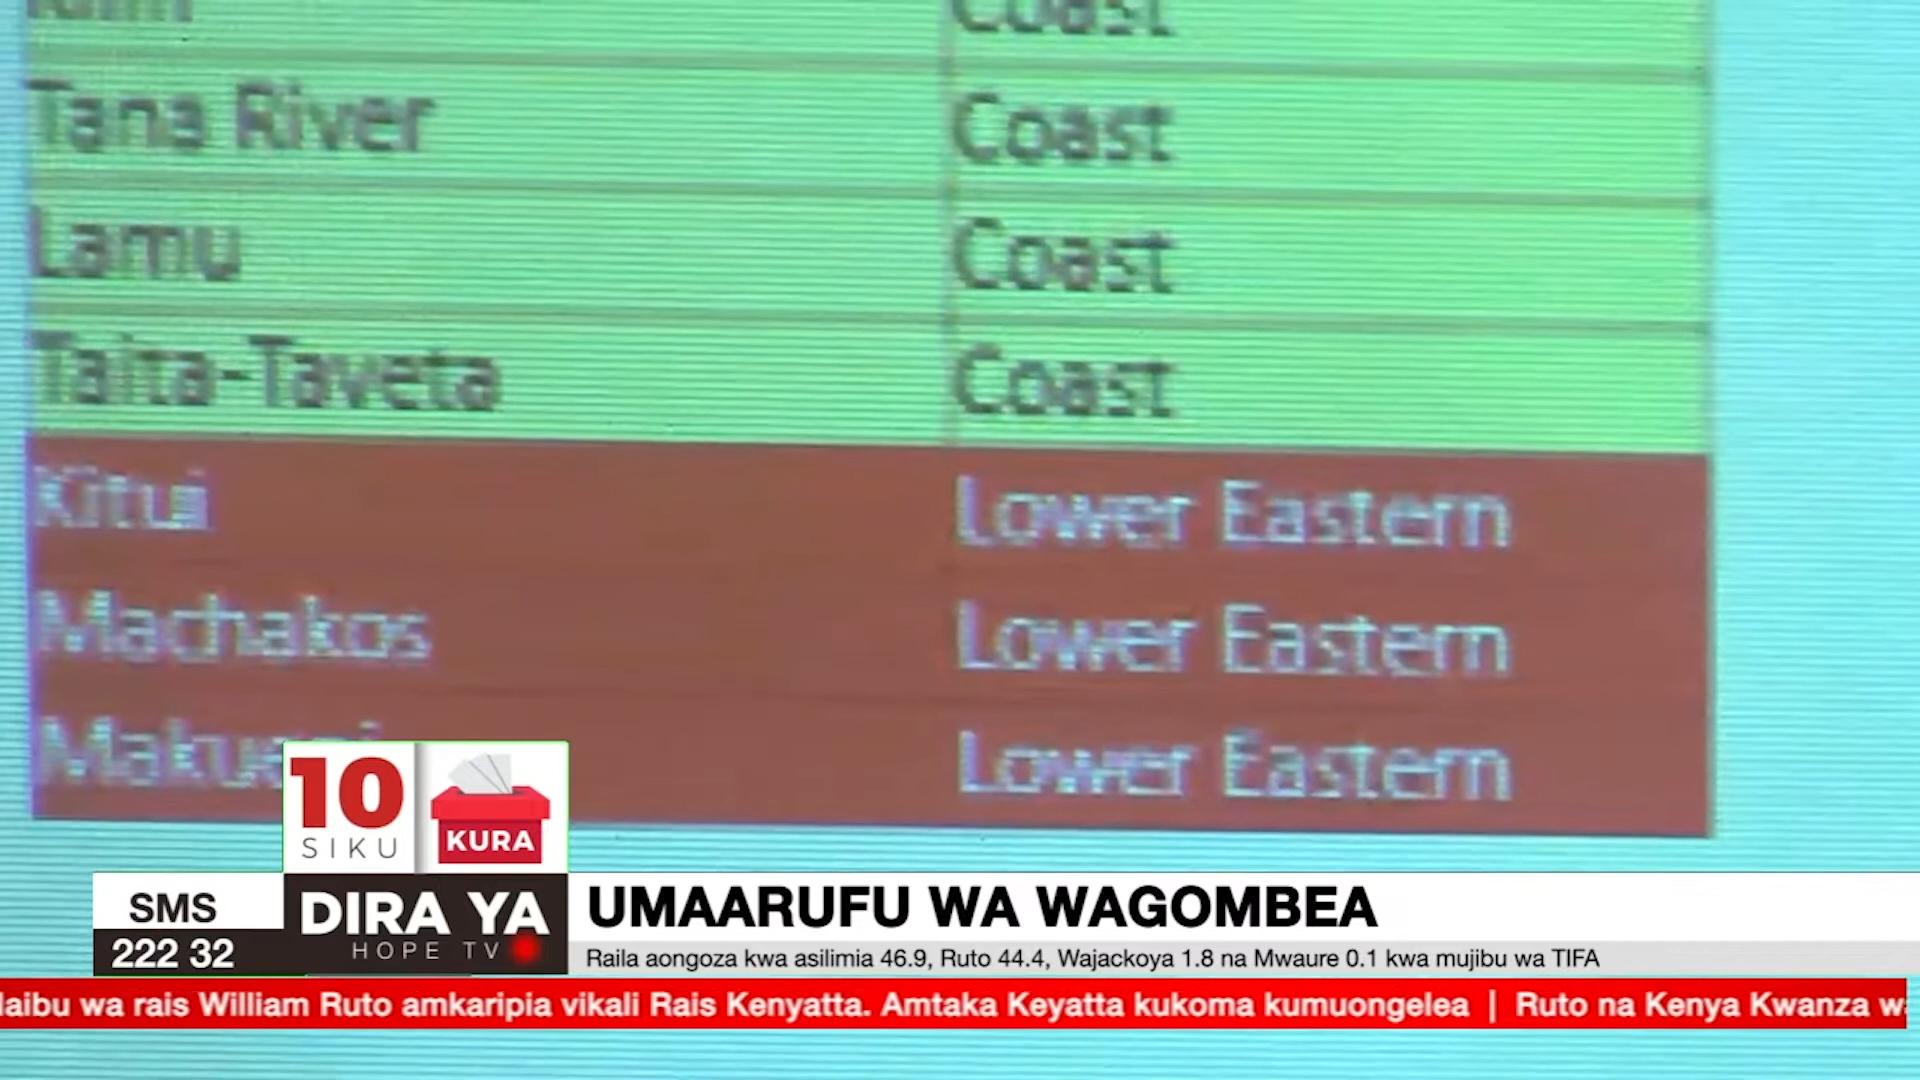 Coast
Tana River Coast
Lamu Coast
Taita-Taveta Coast
Kitui Lower Eastern
Machakos Lower Eastern
Lower Eastern
10
SIKU
KURA
SMS
222 32
DIRA YA
HOPE TV
UMAARUFU WA WAGOMBEA
Raila aongoza kwa asilimia 46.9, Ruto 44.4, Wajackoya 1.8 na Mwaure 0.1 kwa mujibu wa TIFA
wa rais William Ruto amkaripia vikali Rais Kenyatta. Amtaka Keyatta kukoma kumuongelea | Ruto na Kenya Kwanza